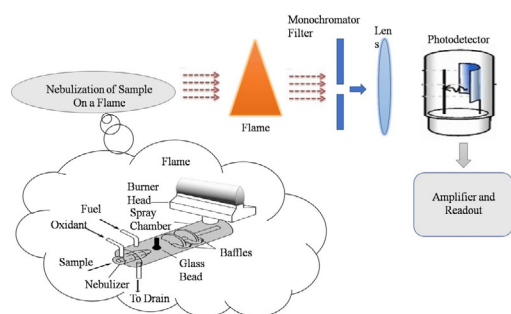 Monochromator
Filter
Len
s
Photodetector
Nebulization of Sample
On a Flame
Flame
Flame
Burner
Head
Spray
Chamber
Fuel
Oxidant
Sample
Nebulizer
To Drain
Glass
Bead
Baffles
Amplifier and
Readout